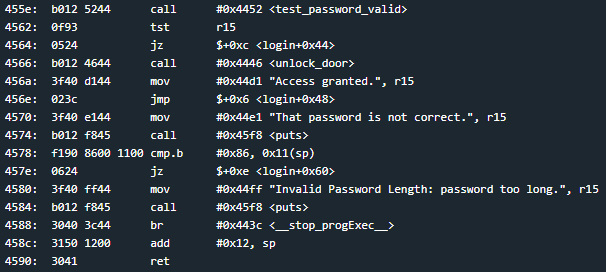 455e:  b012 5244      call      #0x4452 <test_password_valid>
4562:  0f93           tst       r15
4564:  0524           jz        $+0xc <login+0x44>
4566:  b012 4644      call      #0x4446 <unlock_door>
456a:  3f40 d144      mov       #0x44d1 "Access granted.", r15
456e:  023c           jmp       $+0x6 <login+0x48>
4570:  3f40 e144      mov       #0x44e1 "That password is not correct.", r15
4574:  b012 f845      call      #0x45f8 <puts>
4578:  f190 8600 1100 cmp.b     #0x86, 0x11(sp)
457e:  0624           jz        $+0xe <login+0x60>
4580:  3f40 ff44      mov       #0x44ff "Invalid Password Length: password too long.", r15
4584:  b012 f845      call      #0x45f8 <puts>
4588:  3040 3c44      br        #0x443c <__stop_progExec__>
458c:  3150 1200      add       #0x12, sp
4590:  3041           ret